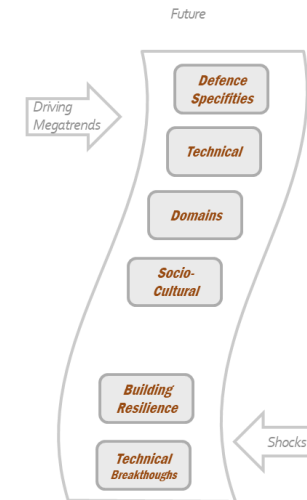 Future
Driving
Megatrends
Defence
Specifities
Technical
Domains
Socio-
Cultural
Building
Resilience
Technical
Breakthoughs
Shocks